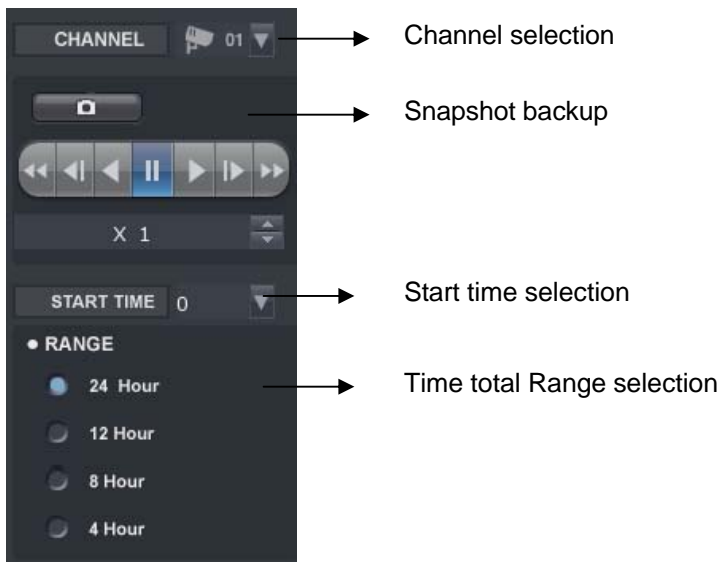 CHANNEL 01 Channel selection
Snapshot backup
X 1
START TIME 0 Start time selection
RANGE
24 Hour Time total Range selection
12 Hour
8 Hour
4 Hour